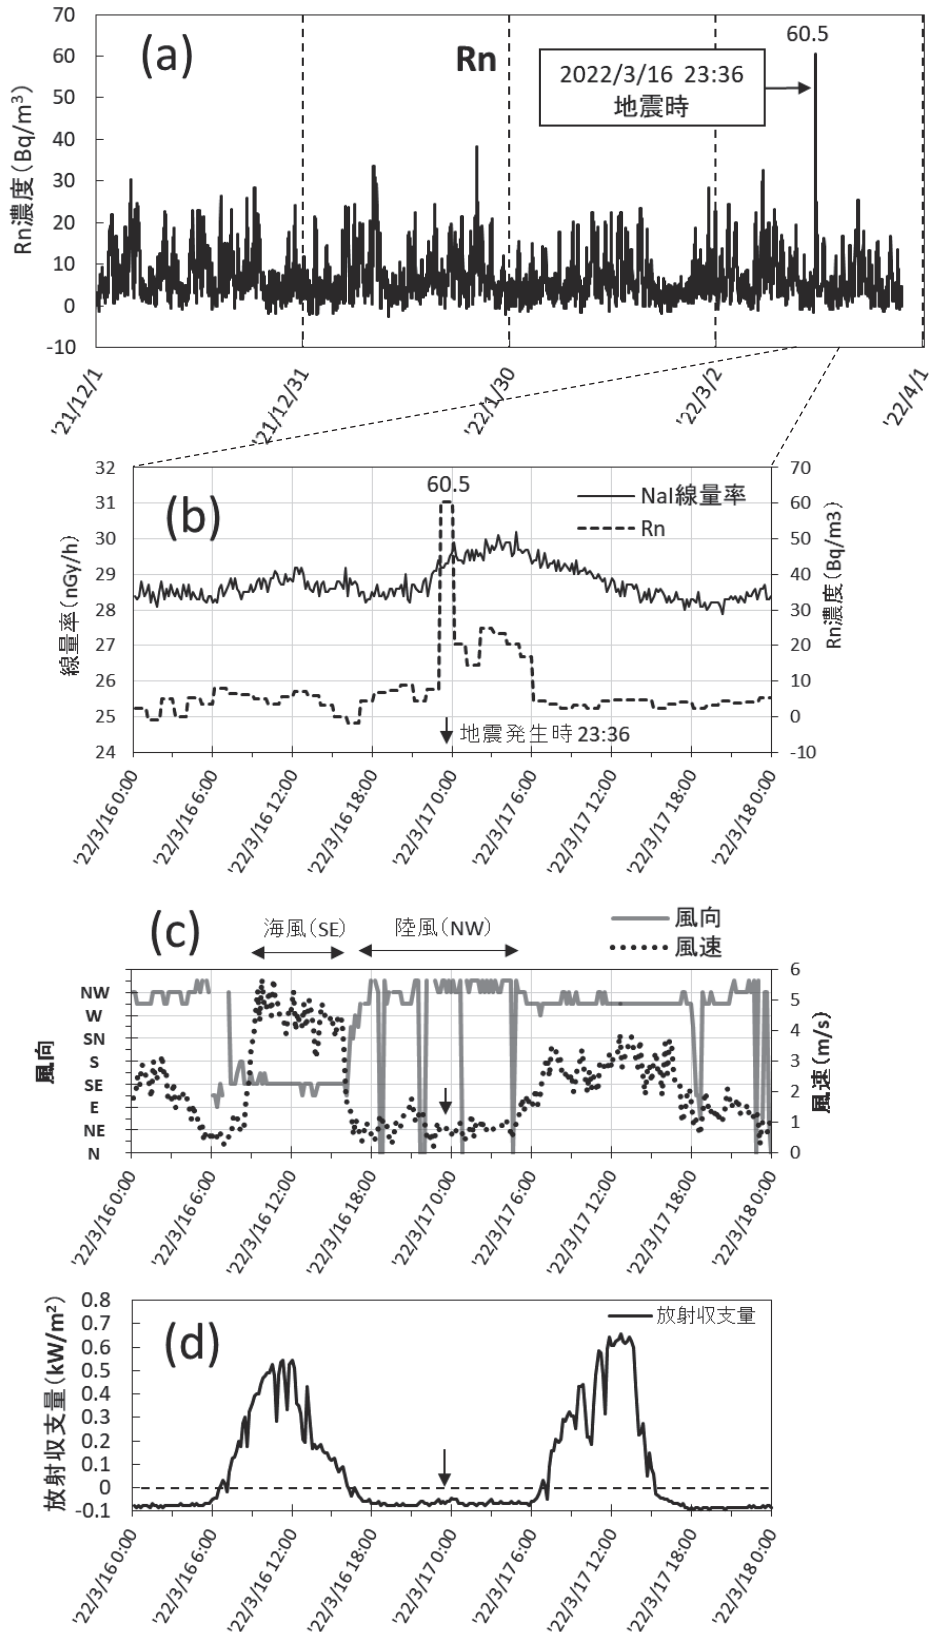 70
60
50
40
30
20
10
0
-10
Rn濃度（Bq/m³）
(a)
Rn
60.5
2022/3/16 23:36
地震時
'21/12/1
'21/12/31
'22/1/30
'22/3/2
'22/4/1
32
31
30
29
28
27
26
25
24
線量率（nGy/h）
(b)
60.5
NaI線量率
Rn
地震発生時 23:36
70
60
50
40
30
20
10
0
-10
Rn濃度（Bq/m3）
'22/3/16 0:00
'22/3/16 6:00
'22/3/16 12:00
'22/3/16 18:00
'22/3/17 0:00
'22/3/17 6:00
'22/3/17 12:00
'22/3/17 18:00
'22/3/18 0:00
(c)
海風（SE）
陸風（NW）
風向
風速
NW
W
SN
S
SE
E
NE
N
風向
6
5
4
3
2
1
0
風速（m/s）
'22/3/16 0:00
'22/3/16 6:00
'22/3/16 12:00
'22/3/16 18:00
'22/3/17 0:00
'22/3/17 6:00
'22/3/17 12:00
'22/3/17 18:00
'22/3/18 0:00
0.8
0.7
0.6
0.5
0.4
0.3
0.2
0.1
0
-0.1
放射収支量（kW/m²）
(d)
放射収支量
'22/3/16 0:00
'22/3/16 6:00
'22/3/16 12:00
'22/3/16 18:00
'22/3/17 0:00
'22/3/17 6:00
'22/3/17 12:00
'22/3/17 18:00
'22/3/18 0:00